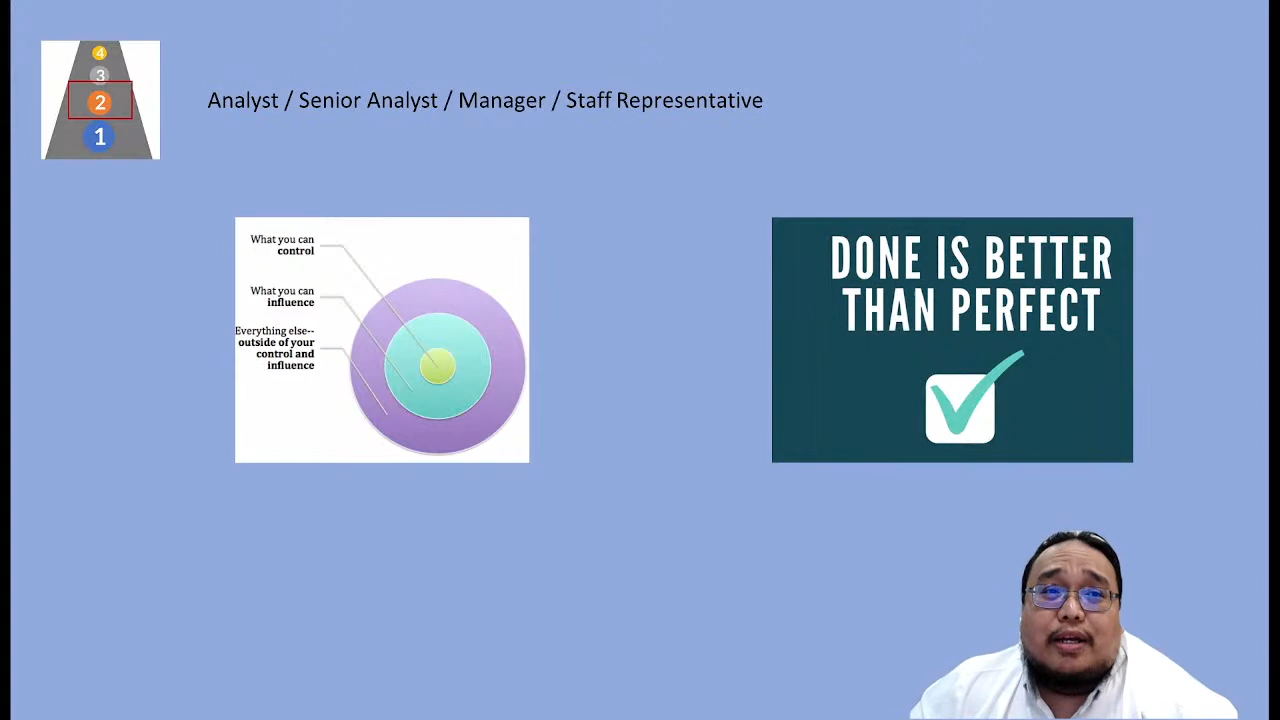 4
3
2
1
Analyst / Senior Analyst / Manager / Staff Representative
What you can
control
What you can
influence
Everything else--
outside of your
control and
influence
DONE IS BETTER
THAN PERFECT